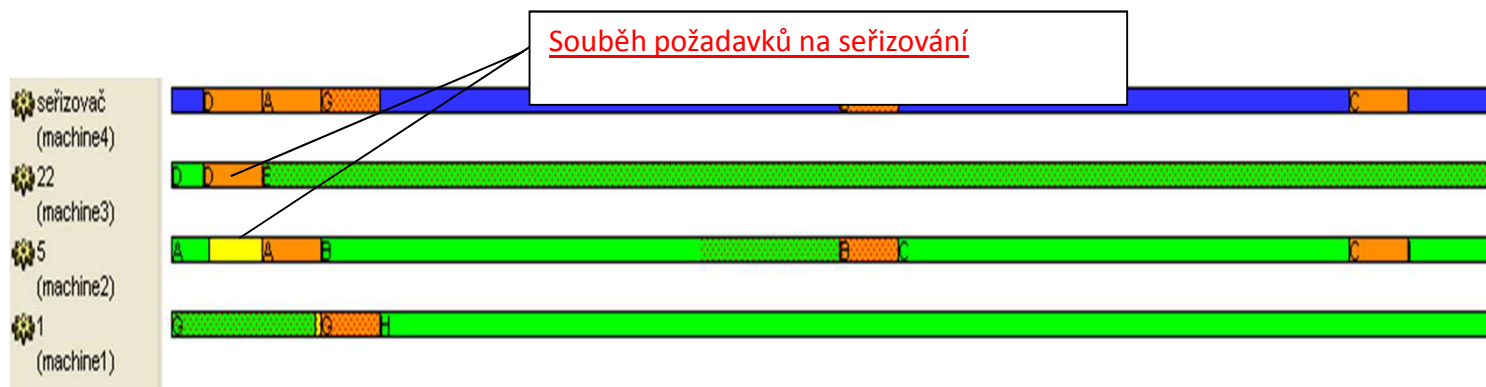 Souběh požadavků na seřizování
seřizovač D A G C
(machine4)
22 D D E
(machine3)
5 A A B B C C
(machine2)
1 G G H
(machine1)